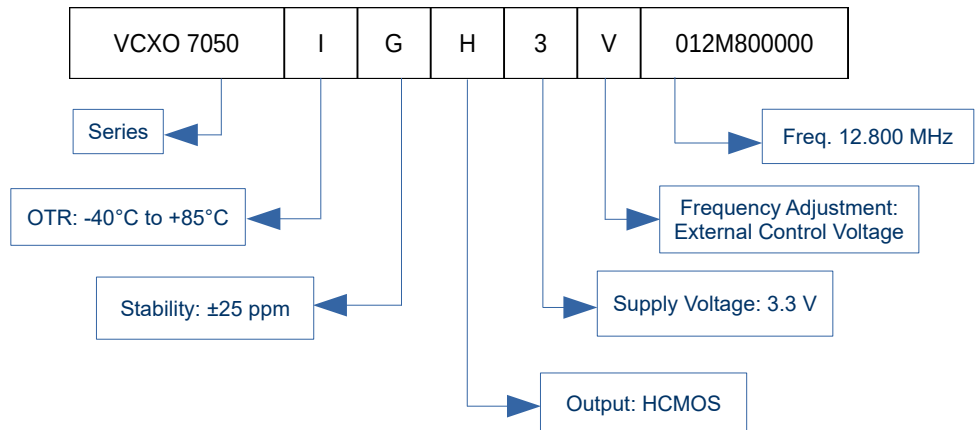 VCXO 7050 I G H 3 V 012M800000
Series
Freq. 12.800 MHz
OTR: -40°C to +85°C
Frequency Adjustment:
External Control Voltage
Stability: ±25 ppm
Supply Voltage: 3.3 V
Output: HCMOS